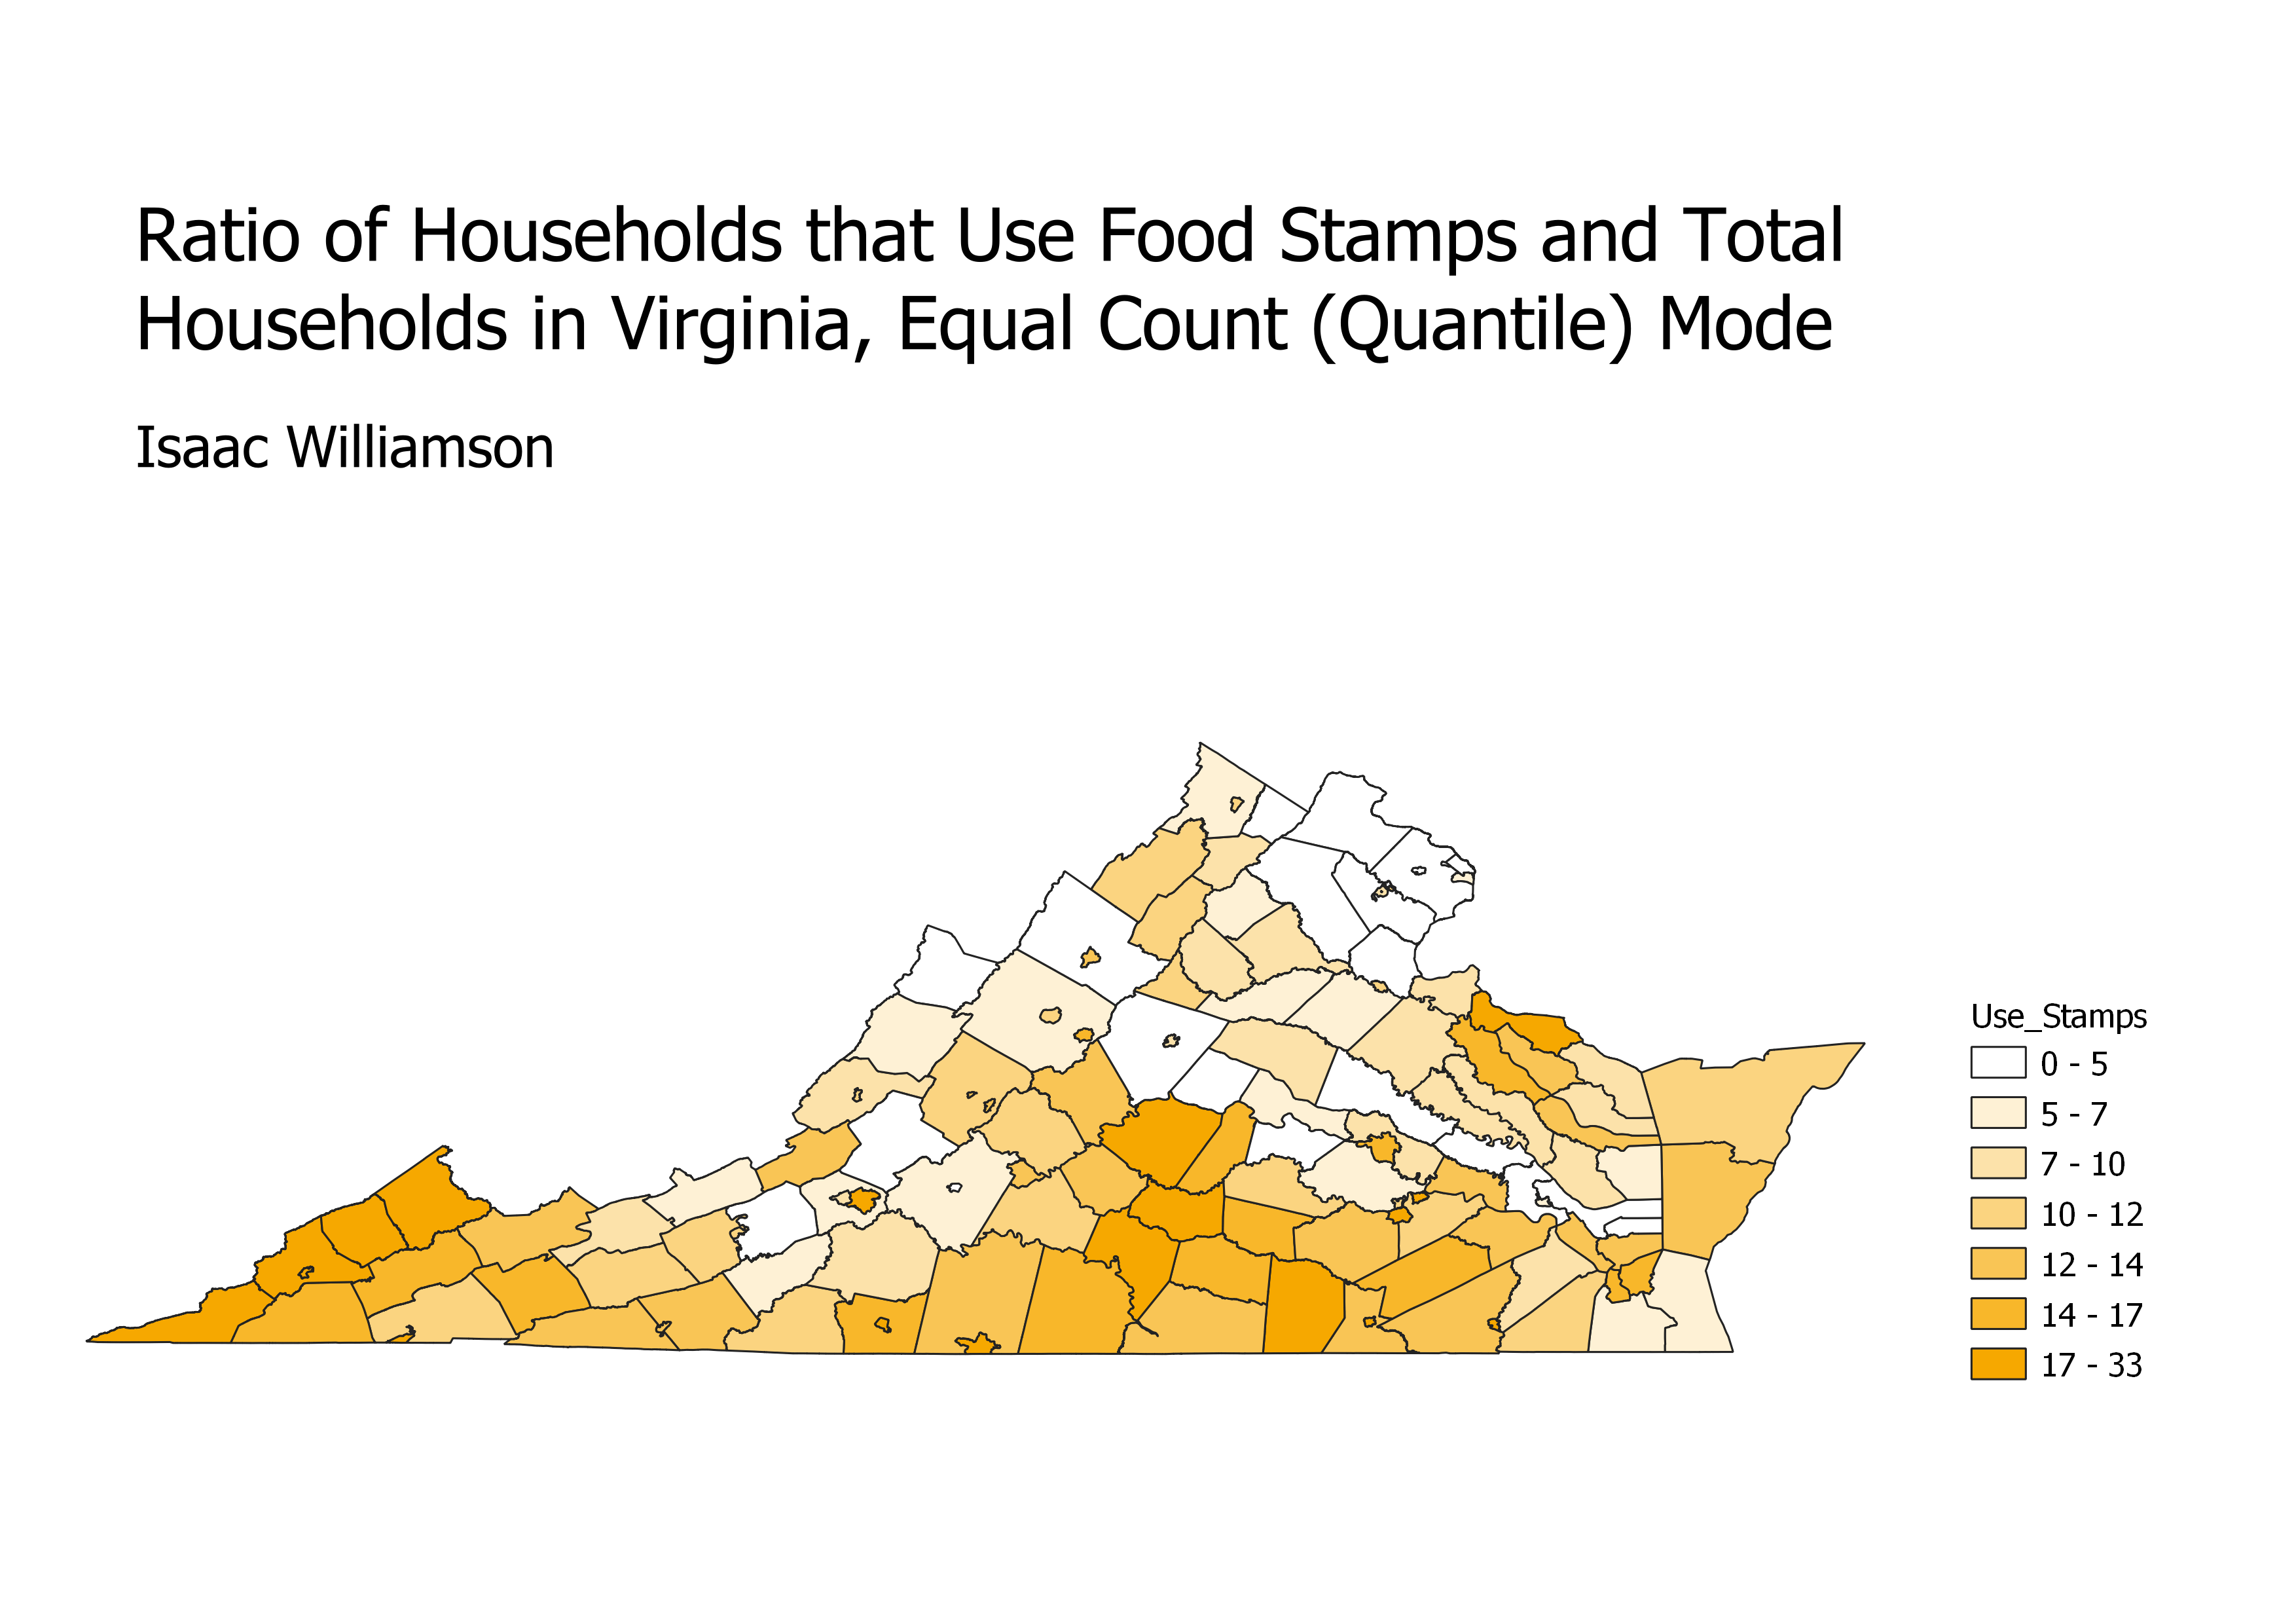 Ratio of Households that Use Food Stamps and Total
Households in Virginia, Equal Count (Quantile) Mode
Isaac Williamson
Use_Stamps
0 - 5
5 - 7
7 - 10
10 - 12
12 - 14
14 - 17
17 - 33